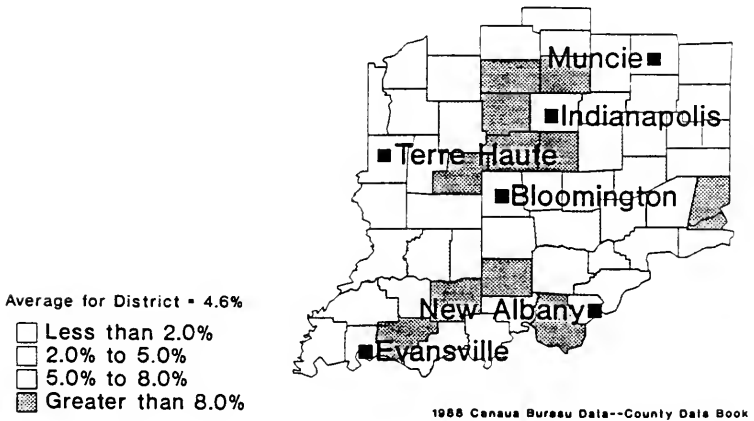 Muncie
Indianapolis
Terre Haute
Bloomington
New Albany
Evansville
Average for District = 4.6%
Less than 2.0%
2.0% to 5.0%
5.0% to 8.0%
Greater than 8.0%
1988 Census Bureau Data--County Data Book